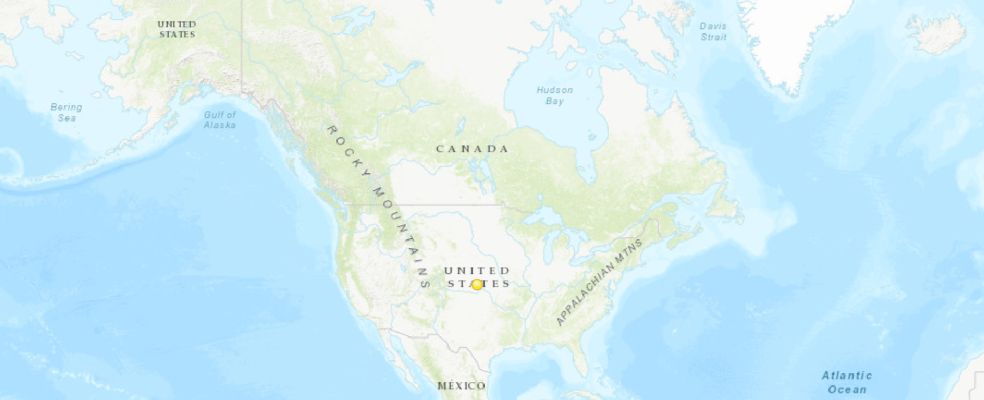 UNITED
STATES
Davis
Strait
Hudson
Bay
Bering
Sea
Gulf of
Alaska
ROCKY MOUNTAINS
CANADA
APPALACHIAN MTNS
UNITED
STATES
Atlantic
Ocean
MÉXICO